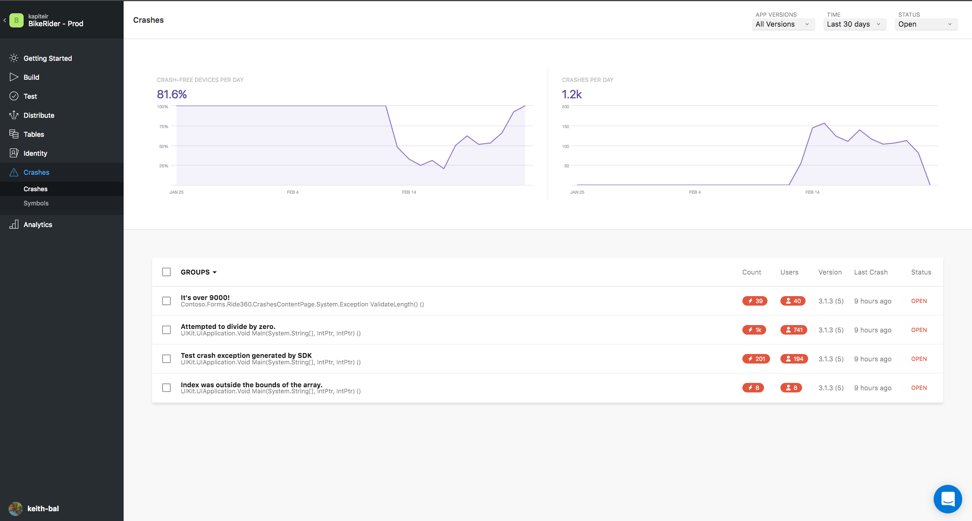 kapiteir
B
BikeRider - Prod
Getting Started
Build
Test
Distribute
Tables
Identity
Crashes
Crashes
Symbols
Analytics
keith-bal
Crashes
APP VERSIONS
All Versions
TIME
Last 30 days
STATUS
Open
CRASH-FREE DEVICES PER DAY
81.6%
100%
75%
50%
25%
JAN 25
FEB 4
FEB 14
CRASHES PER DAY
1.2k
200
150
100
50
JAN 25
FEB 4
FEB 14
GROUPS Count Users Version Last Crash Status
It's over 9000!
Contoso.Forms.Ride360.CrashesContentPage.System.Exception ValidateLength() ()
39 40 3.1.3 (5) 9 hours ago OPEN
Attempted to divide by zero.
UIKit.UIApplication.Void Main(System.String[], IntPtr, IntPtr) ()
1k 741 3.1.3 (5) 9 hours ago OPEN
Test crash exception generated by SDK
UIKit.UIApplication.Void Main(System.String[], IntPtr, IntPtr) ()
201 194 3.1.3 (5) 9 hours ago OPEN
Index was outside the bounds of the array.
UIKit.UIApplication.Void Main(System.String[], IntPtr, IntPtr) ()
8 8 3.1.3 (5) 9 hours ago OPEN